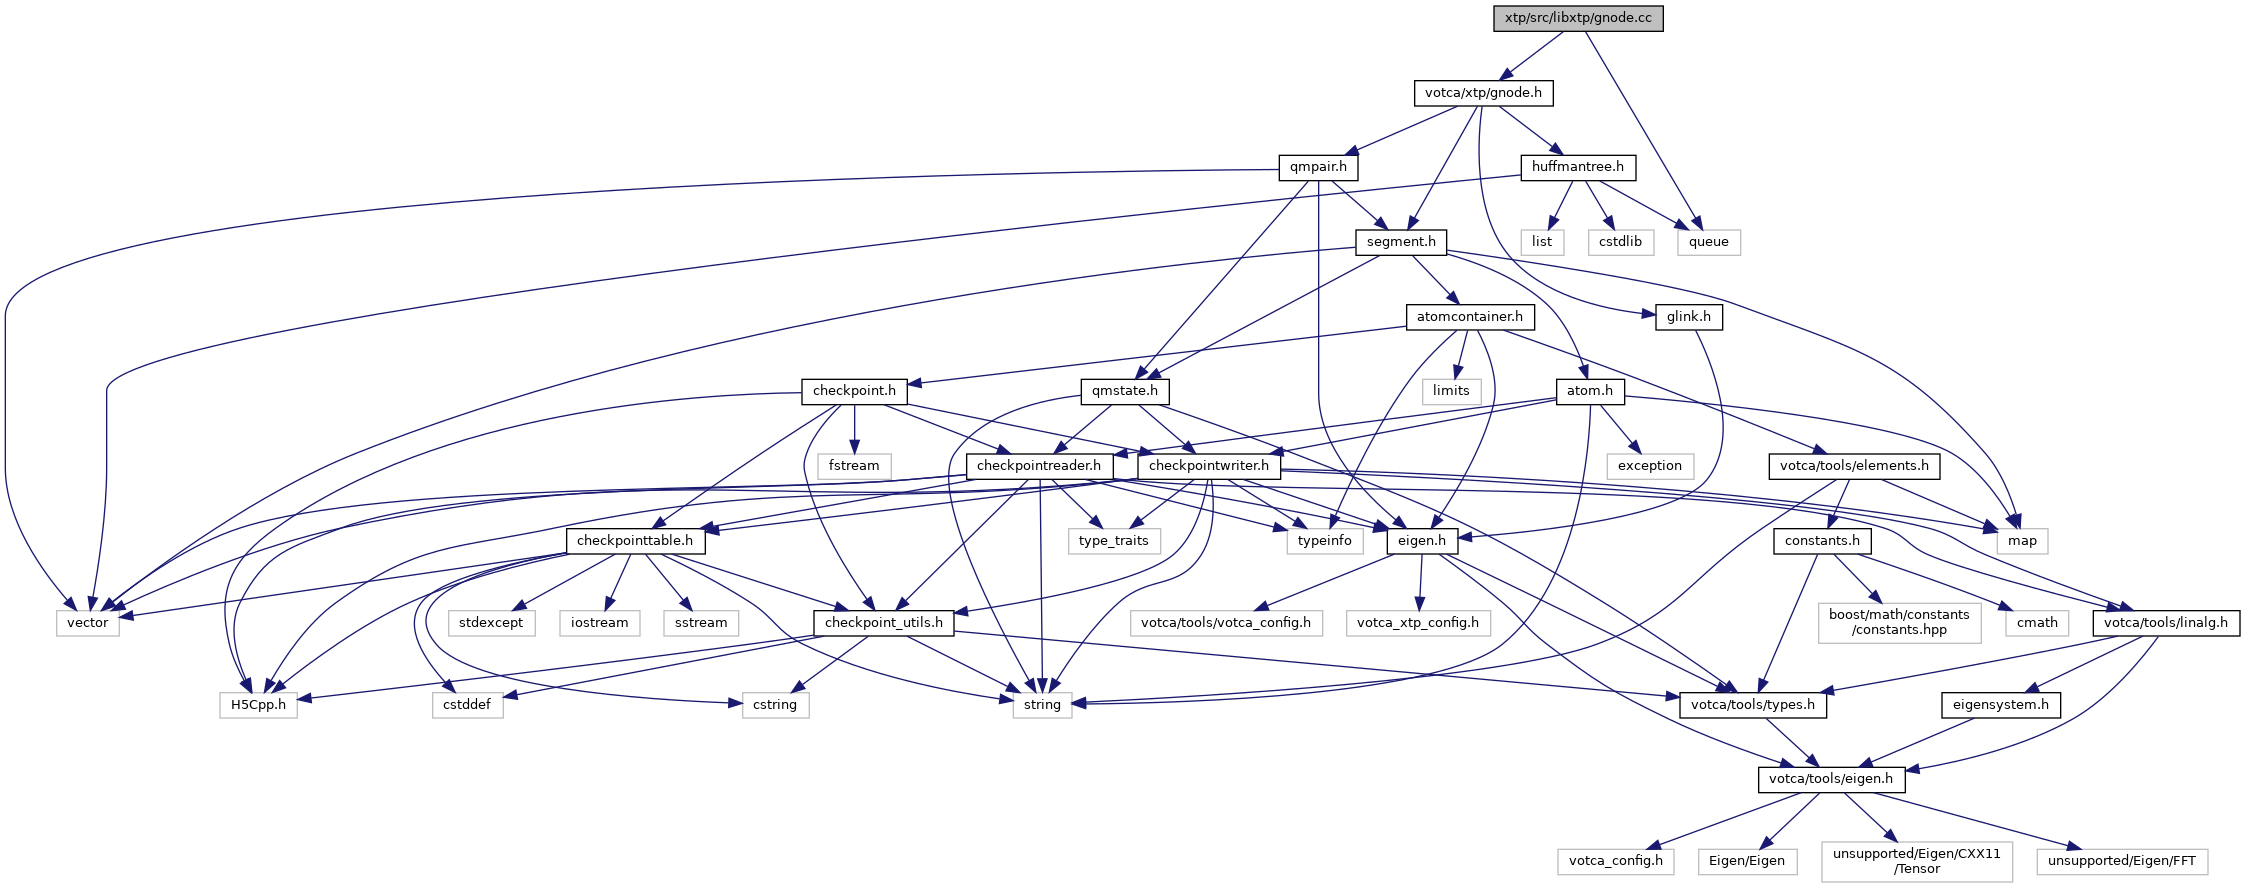 xtp/src/libxtp/gnode.cc
votca/xtp/gnode.h
qmpair.h
huffmantree.h
segment.h
list
cstdlib
queue
atomcontainer.h
glink.h
checkpoint.h
qmstate.h
limits
atom.h
fstream
checkpointreader.h
checkpointwriter.h
exception
votca/tools/elements.h
checkpointtable.h
type_traits
typeinfo
eigen.h
constants.h
map
vector
stdexcept
iostream
sstream
checkpoint_utils.h
votca/tools/votca_config.h
votca_xtp_config.h
boost/math/constants
/constants.hpp
cmath
votca/tools/linalg.h
H5Cpp.h
cstddef
cstring
string
votca/tools/types.h
eigensystem.h
votca/tools/eigen.h
votca_config.h
Eigen/Eigen
unsupported/Eigen/CXX11
/Tensor
unsupported/Eigen/FFT